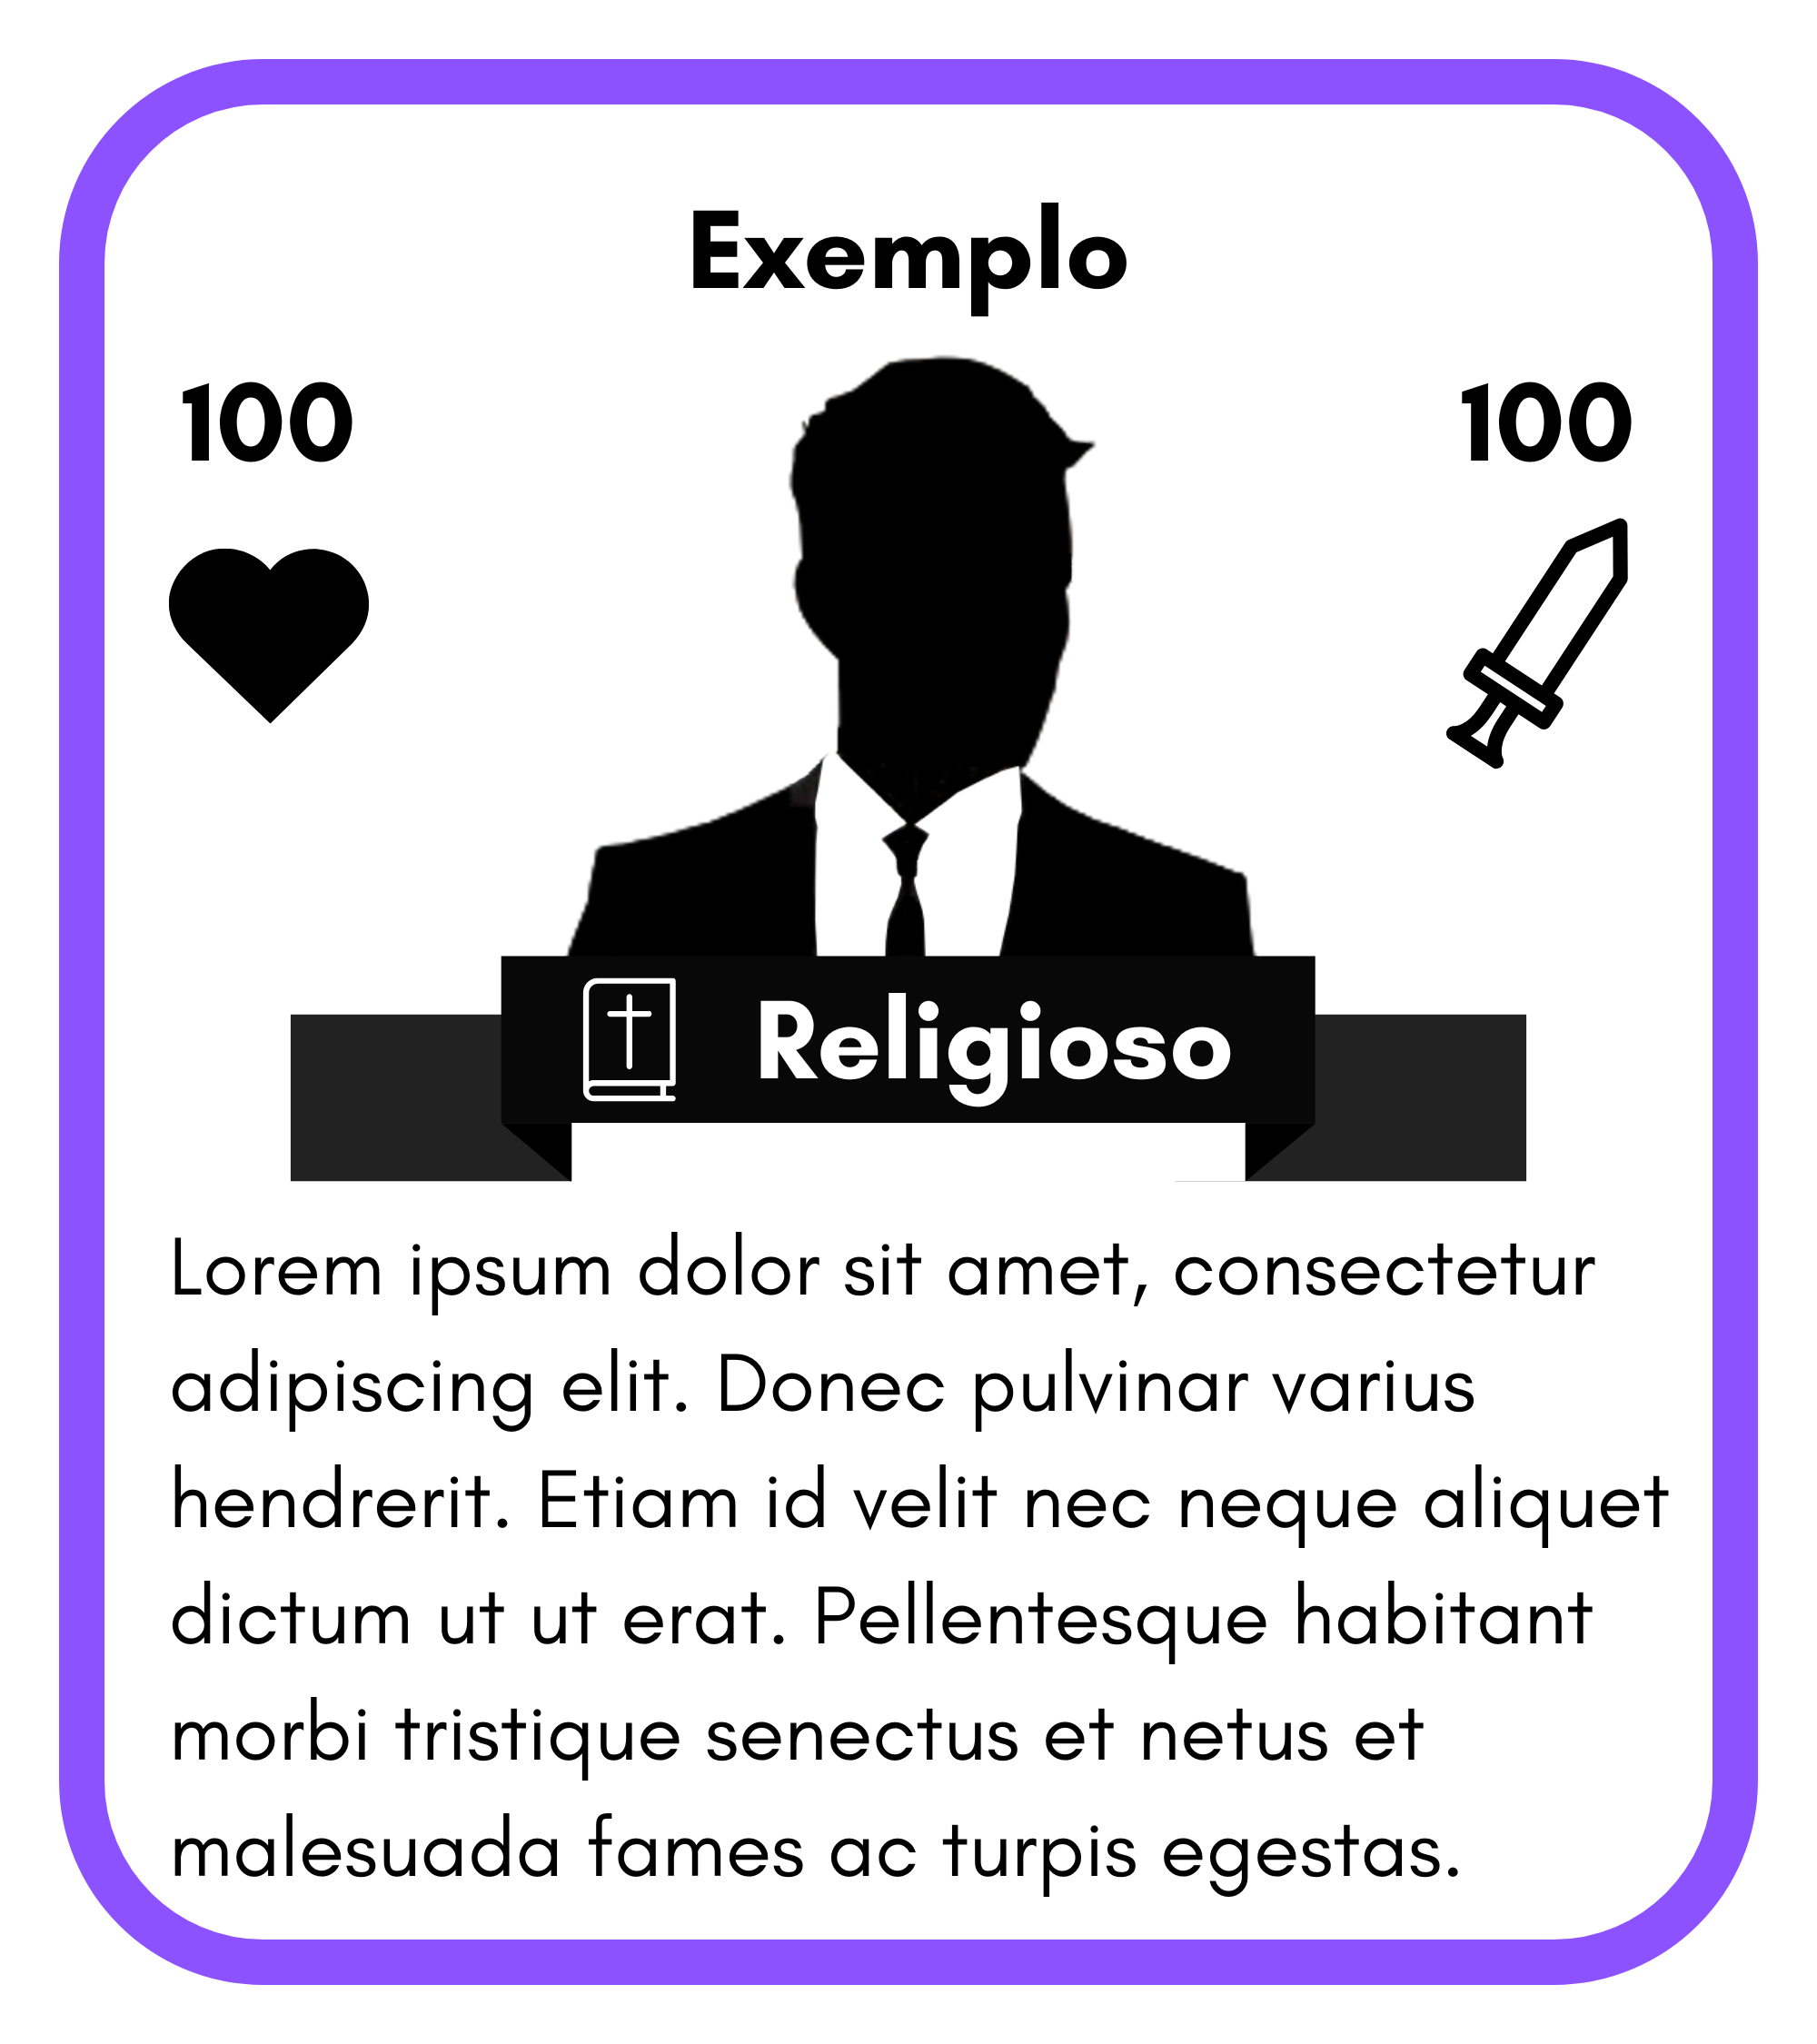 Exemplo
100
100
Religioso
Lorem ipsum dolor sit amet, consectetur
adipiscing elit. Donec pulvinar varius
hendrerit. Etiam id velit nec neque aliquet
dictum ut ut erat. Pellentesque habitant
morbi tristique senectus et netus et
malesuada fames ac turpis egestas.